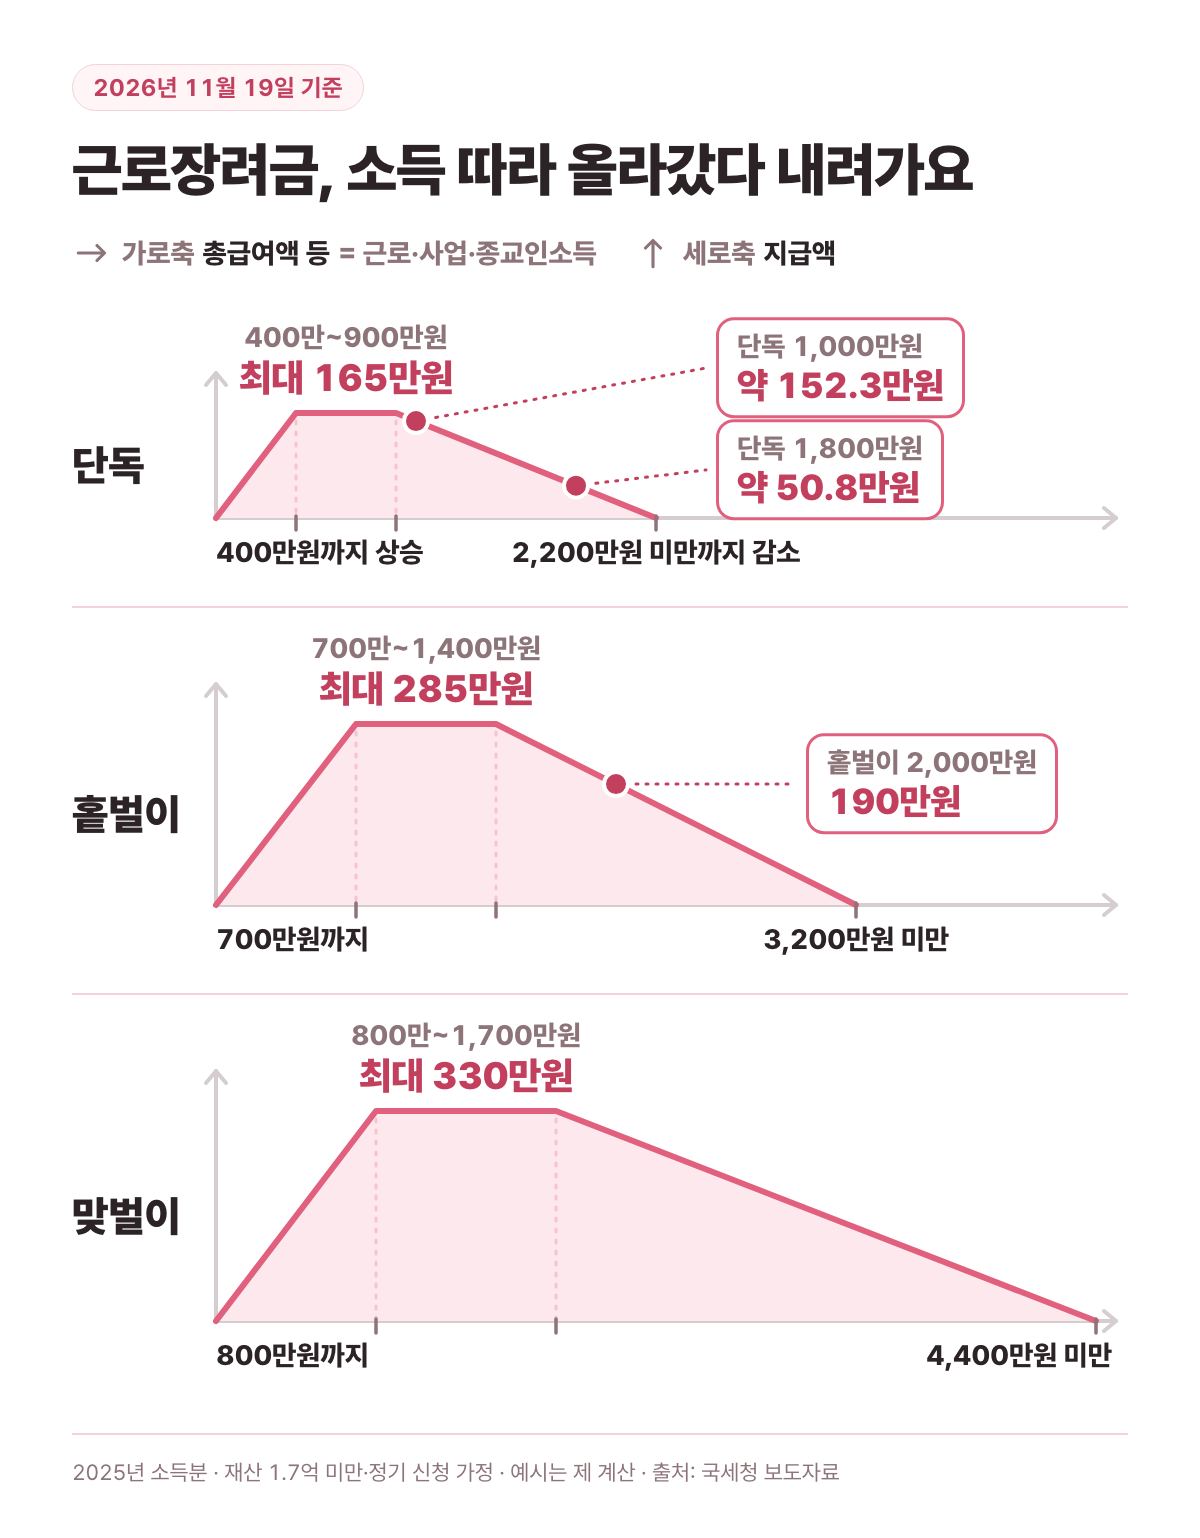 2026년 11월 19일 기준
근로장려금, 소득 따라 올라갔다 내려가요
→ 가로축 총급여액 등 = 근로·사업·종교인소득 ↑ 세로축 지급액
400만~900만원
최대 165만원
단독 1,000만원
약 152.3만원
단독 1,800만원
약 50.8만원
단독
400만원까지 상승
2,200만원 미만까지 감소
700만~1,400만원
최대 285만원
홑벌이 2,000만원
190만원
홑벌이
700만원까지
3,200만원 미만
800만~1,700만원
최대 330만원
맞벌이
800만원까지
4,400만원 미만
2025년 소득분 · 재산 1.7억 미만·정기 신청 가정 · 예시는 제 계산 · 출처: 국세청 보도자료